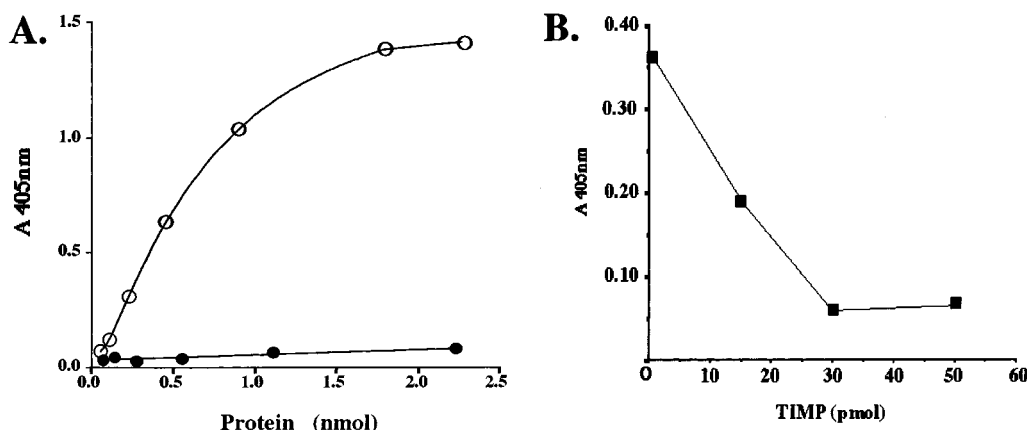 A.
1.5
1.0
0.5
0.0
A 405nm
0.0 0.5 1.0 1.5 2.0 2.5
Protein (nmol)
B.
0.40
0.30
0.20
0.10
A 405nm
0 10 20 30 40 50 60
TIMP (pmol)